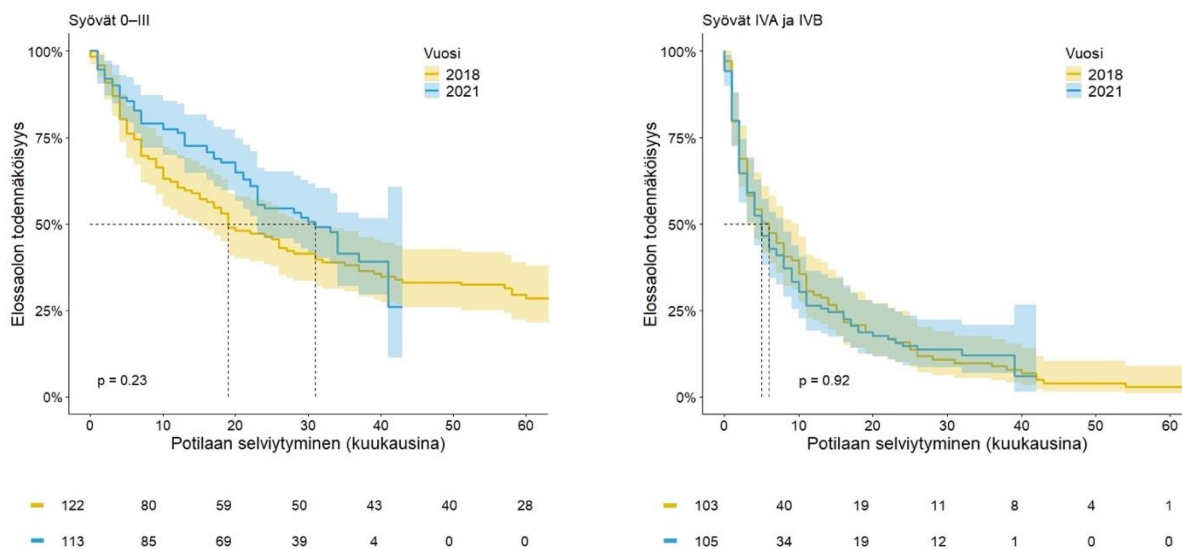 Syövät 0–III
Elossaolon todennäköisyys
100%
75%
50%
25%
0%
Vuosi
2018
2021
p = 0.23
0 10 20 30 40 50 60
Potilaan selviytyminen (kuukausina)
122 80 59 50 43 40 28
113 85 69 39 4 0 0
Syövät IVA ja IVB
Elossaolon todennäköisyys
100%
75%
50%
25%
0%
Vuosi
2018
2021
p = 0.92
0 10 20 30 40 50 60
Potilaan selviytyminen (kuukausina)
103 40 19 11 8 4 1
105 34 19 12 1 0 0